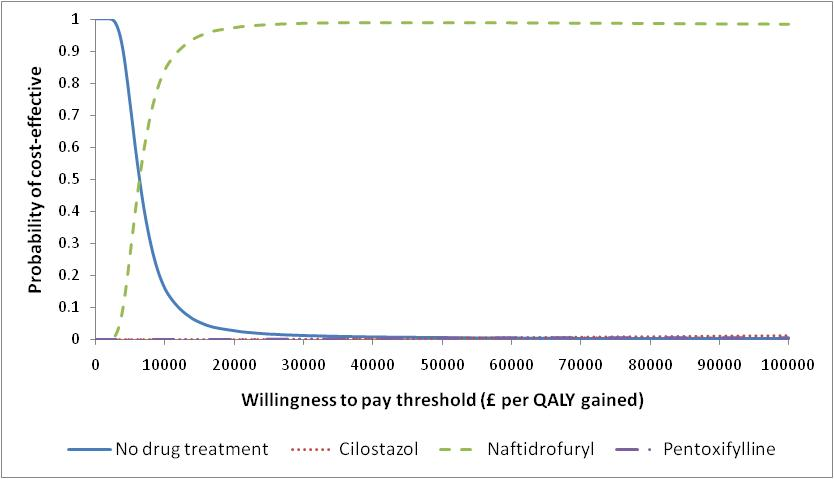 1
0.9
0.8
0.7
0.6
0.5
0.4
0.3
0.2
0.1
0
Probability of cost-effective
0 10000 20000 30000 40000 50000 60000 70000 80000 90000 100000
Willingness to pay threshold (£ per QALY gained)
No drug treatment Cilostazol Naftidrofuryl Pentoxifylline